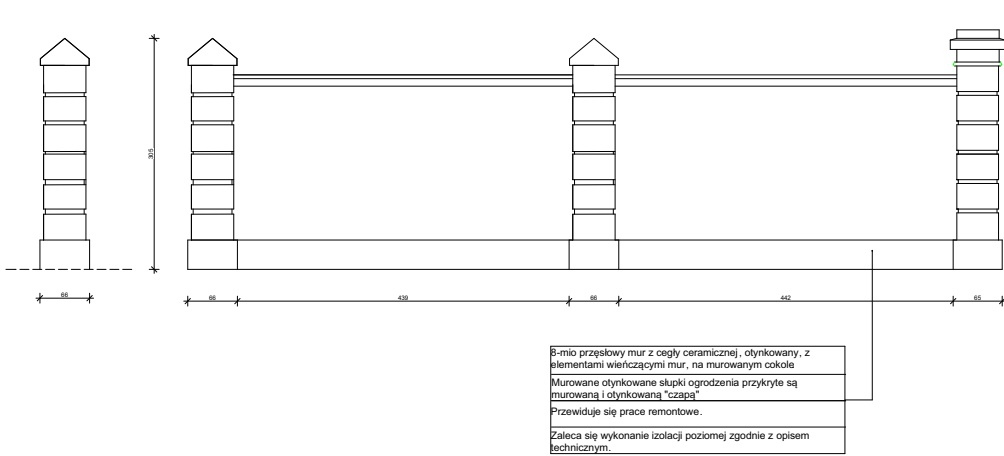 305
66
66
439
66
442
65
8-mio przęsłowy mur z cegły ceramicznej, otynkowany, z
elementami wieńczącymi mur, na murowanym cokole
Murowane otynkowane słupki ogrodzenia przykryte są
murowaną i otynkowaną "czapą"
Przewiduje się prace remontowe.
Zaleca się wykonanie izolacji poziomej zgodnie z opisem
technicznym.